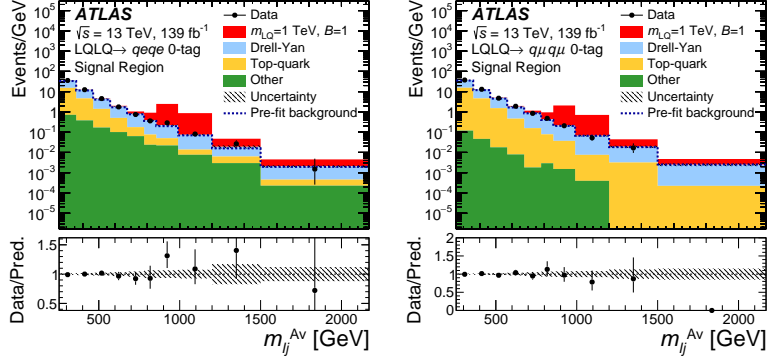 ATLAS
√s = 13 TeV, 139 fb⁻¹
LQLQ→ qeqe 0-tag
Signal Region
Data
m_LQ=1 TeV, B=1
Drell-Yan
Top-quark
Other
Uncertainty
Pre-fit background
Events/GeV
10⁵
10⁴
10³
10²
10
1
10⁻¹
10⁻²
10⁻³
10⁻⁴
10⁻⁵
Data/Pred.
1.5
1
0.5
500 1000 1500 2000
m_lj^Av [GeV]
ATLAS
√s = 13 TeV, 139 fb⁻¹
LQLQ→ qμqμ 0-tag
Signal Region
Data
m_LQ=1 TeV, B=1
Drell-Yan
Top-quark
Other
Uncertainty
Pre-fit background
Events/GeV
10⁵
10⁴
10³
10²
10
1
10⁻¹
10⁻²
10⁻³
10⁻⁴
10⁻⁵
Data/Pred.
2
1.5
1
0.5
0
500 1000 1500 2000
m_lj^Av [GeV]